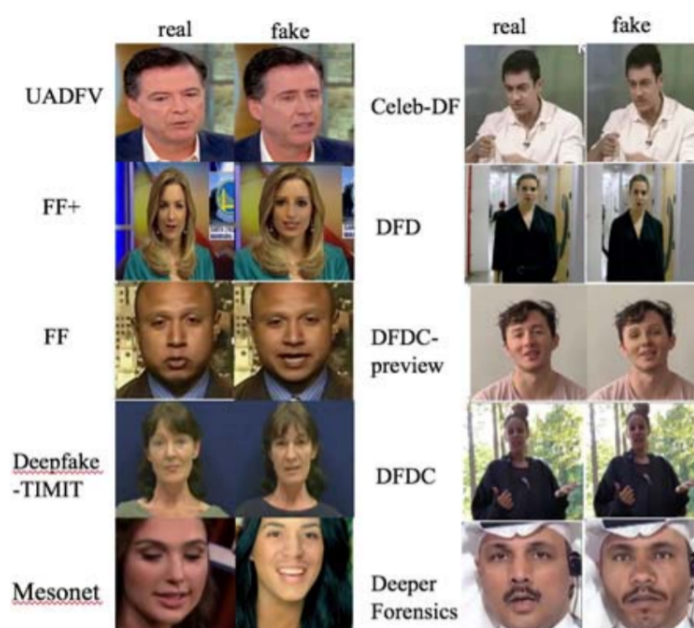 real fake
UADFV
FF+
FF
Deepfake
-TIMIT
Mesonet
real fake
Celeb-DF
DFD
DFDC-
preview
DFDC
Deeper
Forensics